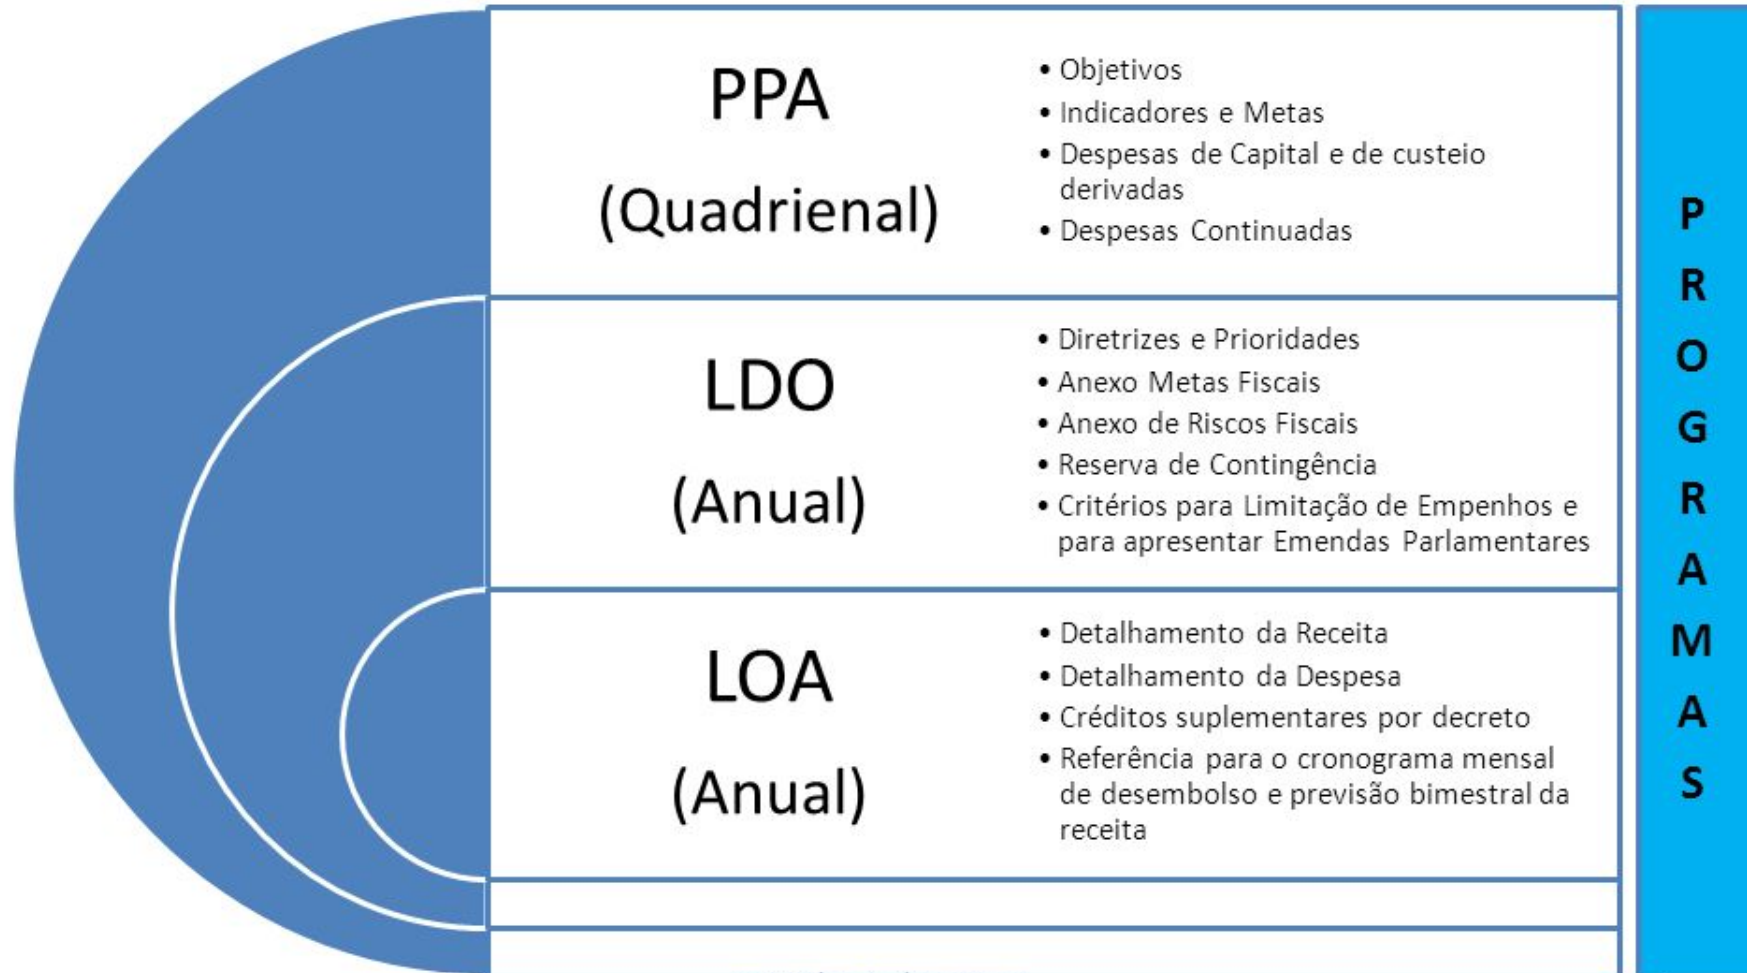 PPA
(Quadrienal)
• Objetivos
• Indicadores e Metas
• Despesas de Capital e de custeio
derivadas
• Despesas Continuadas
LDO
(Anual)
• Diretrizes e Prioridades
• Anexo Metas Fiscais
• Anexo de Riscos Fiscais
• Reserva de Contingência
• Critérios para Limitação de Empenhos e
para apresentar Emendas Parlamentares
LOA
(Anual)
• Detalhamento da Receita
• Detalhamento da Despesa
• Créditos suplementares por decreto
• Referência para o cronograma mensal
de desembolso e previsão bimestral da
receita
P
R
O
G
R
A
M
A
S